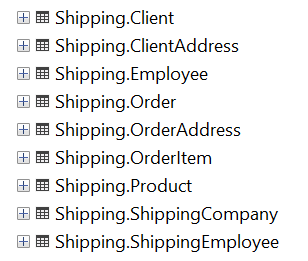 Shipping.Client
Shipping.ClientAddress
Shipping.Employee
Shipping.Order
Shipping.OrderAddress
Shipping.OrderItem
Shipping.Product
Shipping.ShippingCompany
Shipping.ShippingEmployee